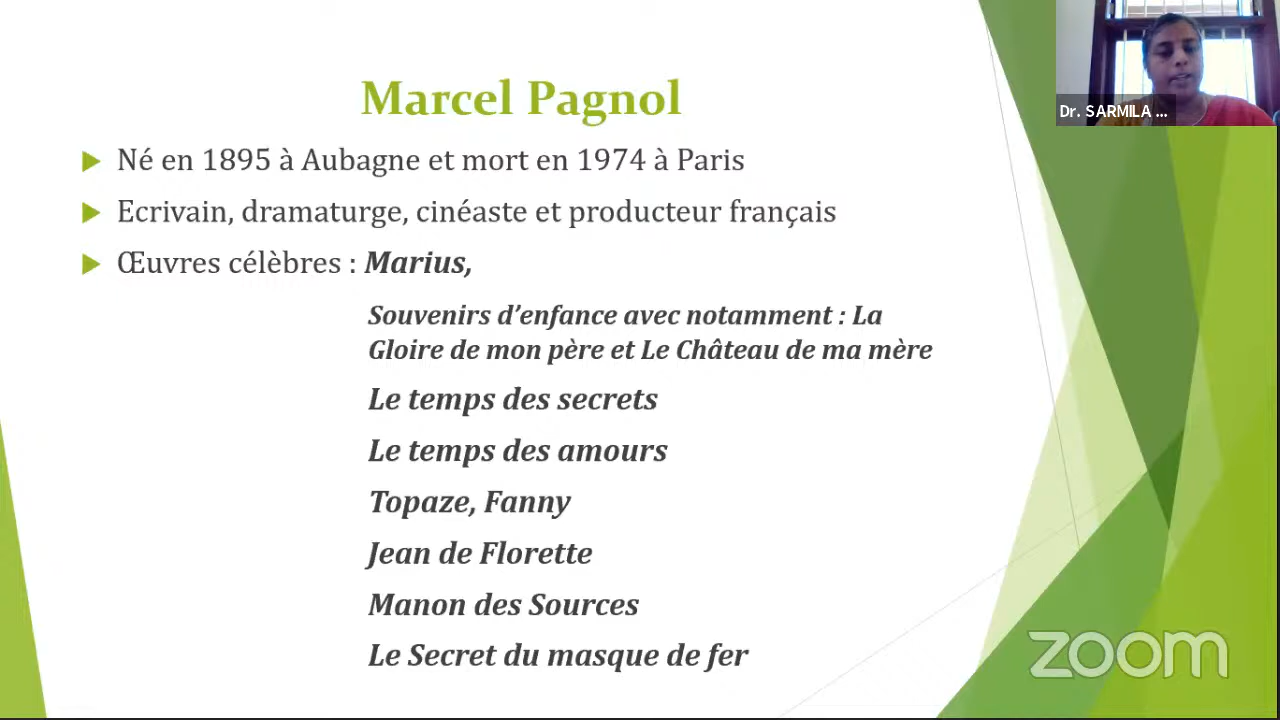 Marcel Pagnol
Né en 1895 à Aubagne et mort en 1974 à Paris
Ecrivain, dramaturge, cinéaste et producteur français
Œuvres célèbres : Marius,
Souvenirs d’enfance avec notamment : La
Gloire de mon père et Le Château de ma mère
Le temps des secrets
Le temps des amours
Topaze, Fanny
Jean de Florette
Manon des Sources
Le Secret du masque de fer
Dr. SARMILA ...
zoom